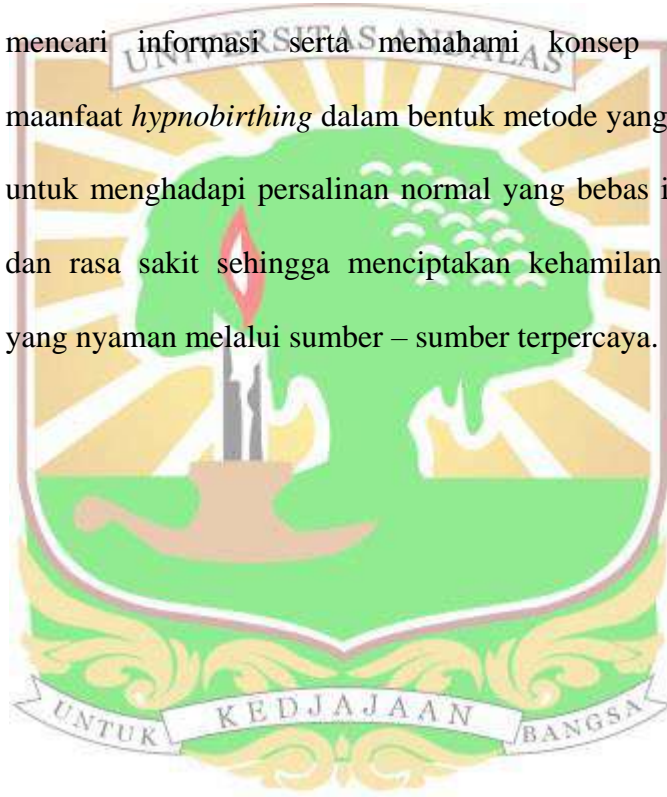 mencari informasi serta memahami konsep
UNIVERSITAS ANDALAS
maanfaat hypnobirthing dalam bentuk metode yang
untuk menghadapi persalinan normal yang bebas
dan rasa sakit sehingga menciptakan kehamilan
yang nyaman melalui sumber – sumber terpercaya.
UNTUK KEDJAJAAN BANGSA